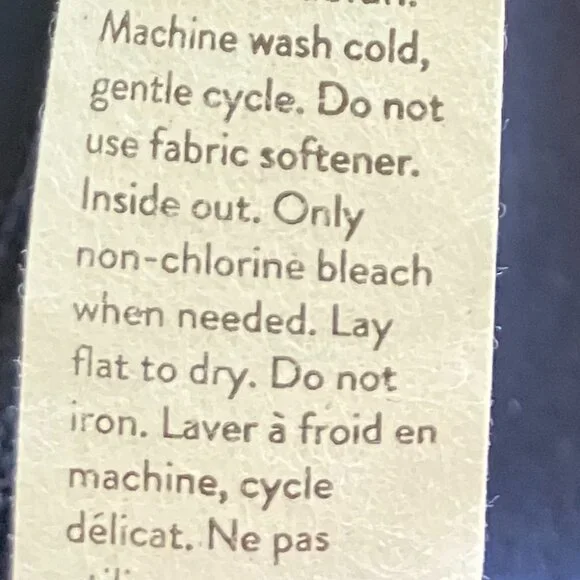 Machine wash cold,
gentle cycle. Do not
use fabric softener.
Inside out. Only
non-chlorine bleach
when needed. Lay
flat to dry. Do not
iron. Laver à froid en
machine, cycle
délicat. Ne pas